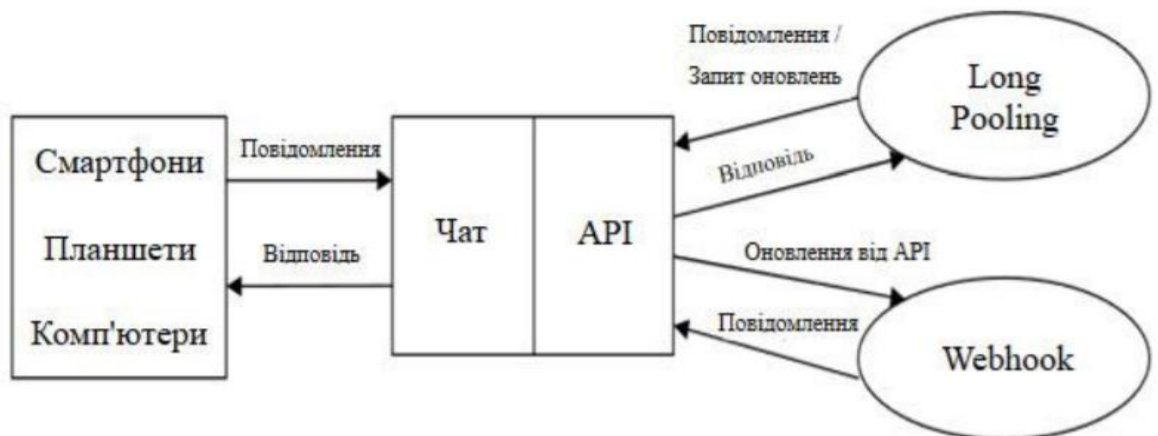 Смартфони
Планшети
Комп'ютери
Повідомлення
Відповідь
Чат
API
Повідомлення /
Запит оновлень
Відповідь
Оновлення від API
Повідомлення
Long
Pooling
Webhook